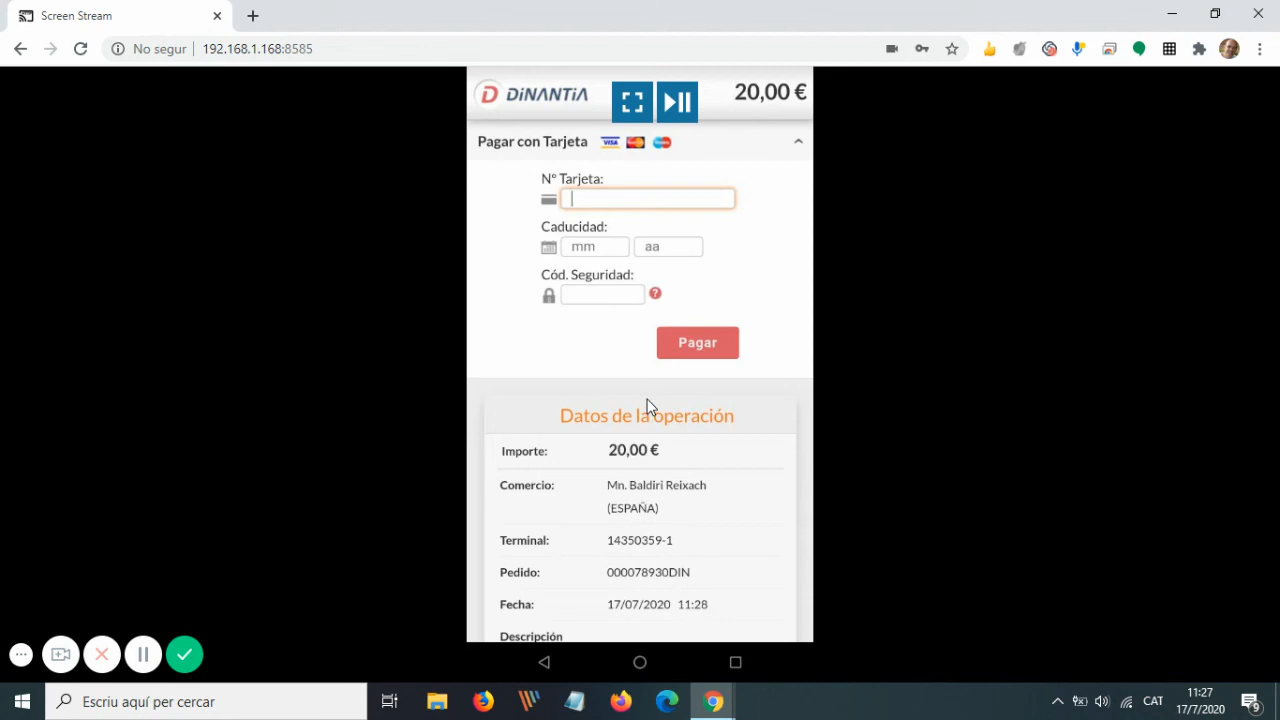 Screen Stream
No segur
192.168.1.168:8585
DiNANTiA
20,00 €
Pagar con Tarjeta
VISA
Nº Tarjeta:
Caducidad:
mm
aa
Cód. Seguridad:
?
Pagar
Datos de la operación
Importe: 20,00 €
Comercio: Mn. Baldiri Reixach
(ESPAÑA)
Terminal: 14350359-1
Pedido: 000078930DIN
Fecha: 17/07/2020 11:28
Descripción
Escriu aquí per cercar
CAT
11:27
17/7/2020
9